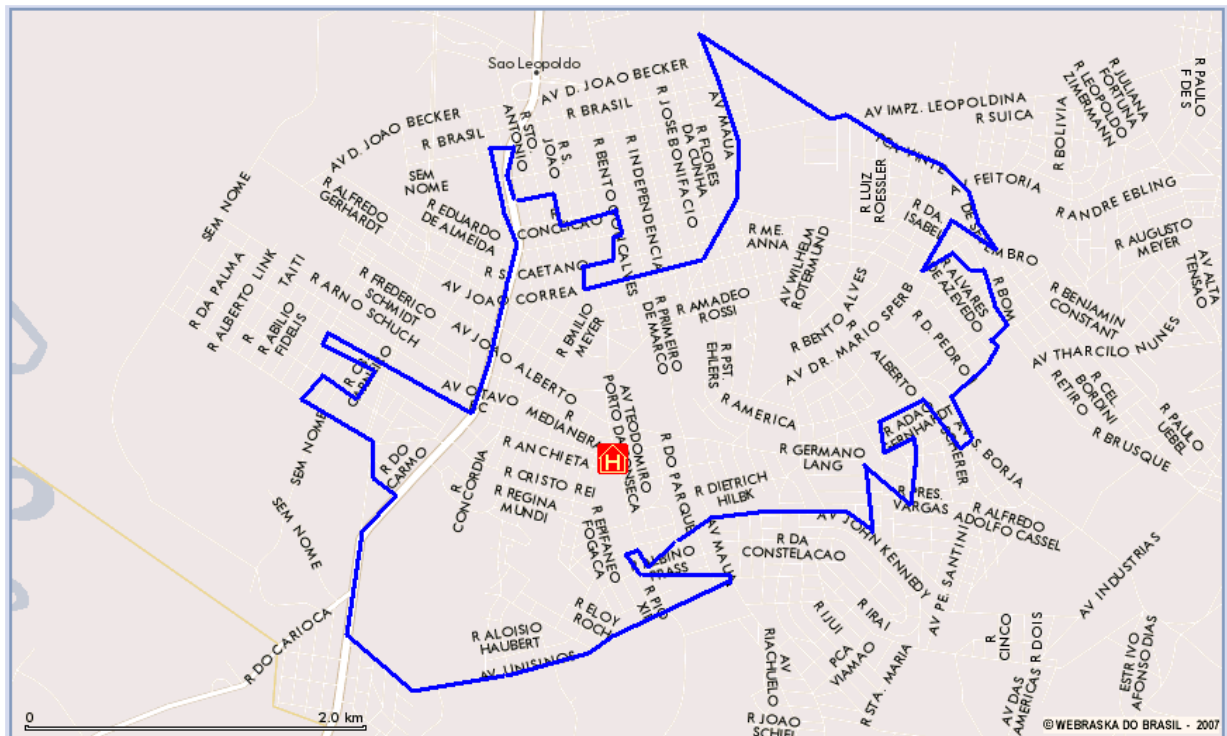 Sao Leopoldo
AV D. JOAO BECKER
R BRASIL
R STO.
ANTONIO
R S.
JOAO
R BENTO GONCALVES
R INDEPENDENCIA
R JOSE BONIFACIO
R FLORES
DA CUNHA
AV MAUA
AV IMPZ. LEOPOLDINA
R SUICA
R BOLIVIA
R LEOPOLDO
ZIMERMANN
R JULIANA
FORTUNA
R PAULO
F DE S
AV D. JOAO BECKER
R BRASIL
SEM
NOME
SEM NOME
R ALFREDO
GERHARDT
R EDUARDO
DE ALMEIDA
CONCEICAO
R LUIZ
ROESSLER
AV FEITORIA
R ANDRE EBLING
R DA.
ISABEL
R AUGUSTO
MEYER
AV ALTA
TENSAO
R ME.
ANNA
AV WILHELM
ROTERMUND
R S. CAETANO
AV JOAO CORREA
R DA PALMA
R ALBERTO LINK
R TAITI
R ABILIO
FIDELIS
R ARNO SCHUCH
R FREDERICO
SCHMIDT
AV JOAO ALBERTO
R EMILIO
MEYER
R PRIMEIRO
DE MARCO
R AMADEO
ROSSI
R PST.
EHLERS
R BENTO ALVES
AV DR. MARIO SPERB
R ALVARES
DE AZEVEDO
R BOM
R D. PEDRO
ALBERTO
R BENJAMIN
CONSTANT
AV THARCILO NUNES
R CEL.
BORDINI
R RETIRO
R PAULO
UEBEL
R BRUSQUE
AV OCTAVO MEDIANEIRA
AV TEODOMIRO
PORTO DA FONSECA
R AMERICA
R ADAO
AV S. BORJA
SCHERER
R GERMANO
LANG
R ANCHIETA
H
R CRISTO REI
R REGINA
MUNDI
R CONCORDIA
R DO PARQUE
R DIETRICH
HILBK
SEM NOME
R DO
CARMO
SEM NOME
R EPIFANEO
FOGACA
AV MAUA
R PRES.
VARGAS
R ALFREDO
ADOLFO CASSEL
R DA
CONSTELACAO
AV JOHN KENNEDY
AV PE. SANTINI
AV INDUSTRIAS
R PIO
XII
R ELOY
R ALOISIO
HAUBERT
AV UNISINOS
R DO CARIOCA
R IJUI
R IRAI
PCA
VIAMAO
R STA. MARIA
AV
RIACHUELO
R JOAO
R
CINCO
R DOIS
AV DAS
AMERICAS
ESTR IVO
AFONSO DIAS
0 2.0 km
© WEBRASKA DO BRASIL - 2007